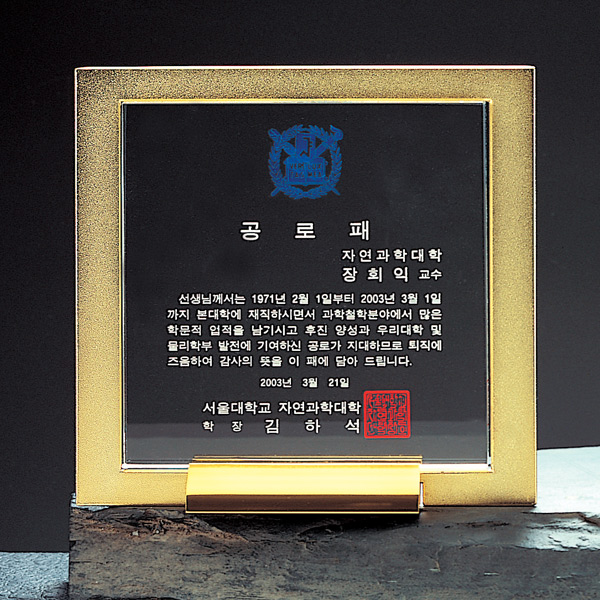 공 로 패
자연과학대학
장 회 익 교수
선생님께서는 1971년 2월 1일부터 2003년 3월 1일
까지 본대학에 재직하시면서 과학철학분야에서 많은
학문적 업적을 남기시고 후진 양성과 우리대학 및
물리학부 발전에 기여하신 공로가 지대하므로 퇴직에
즈음하여 감사의 뜻을 이 패에 담아 드립니다.
2003년 3월 21일
서울대학교 자연과학대학
학 장 김 하 석